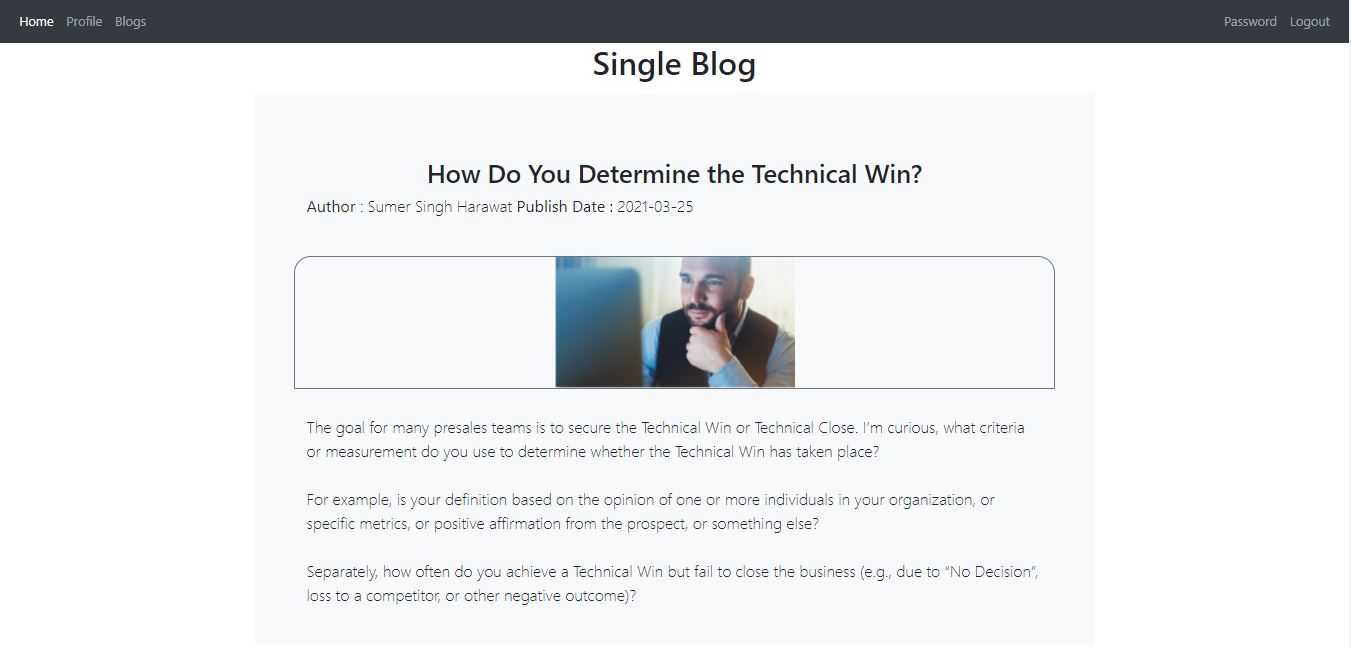 Home Profile Blogs Password Logout
Single Blog
How Do You Determine the Technical Win?
Author : Sumer Singh Harawat Publish Date : 2021-03-25
The goal for many presales teams is to secure the Technical Win or Technical Close. I’m curious, what criteria
or measurement do you use to determine whether the Technical Win has taken place?
For example, is your definition based on the opinion of one or more individuals in your organization, or
specific metrics, or positive affirmation from the prospect, or something else?
Separately, how often do you achieve a Technical Win but fail to close the business (e.g., due to “No Decision”,
loss to a competitor, or other negative outcome)?